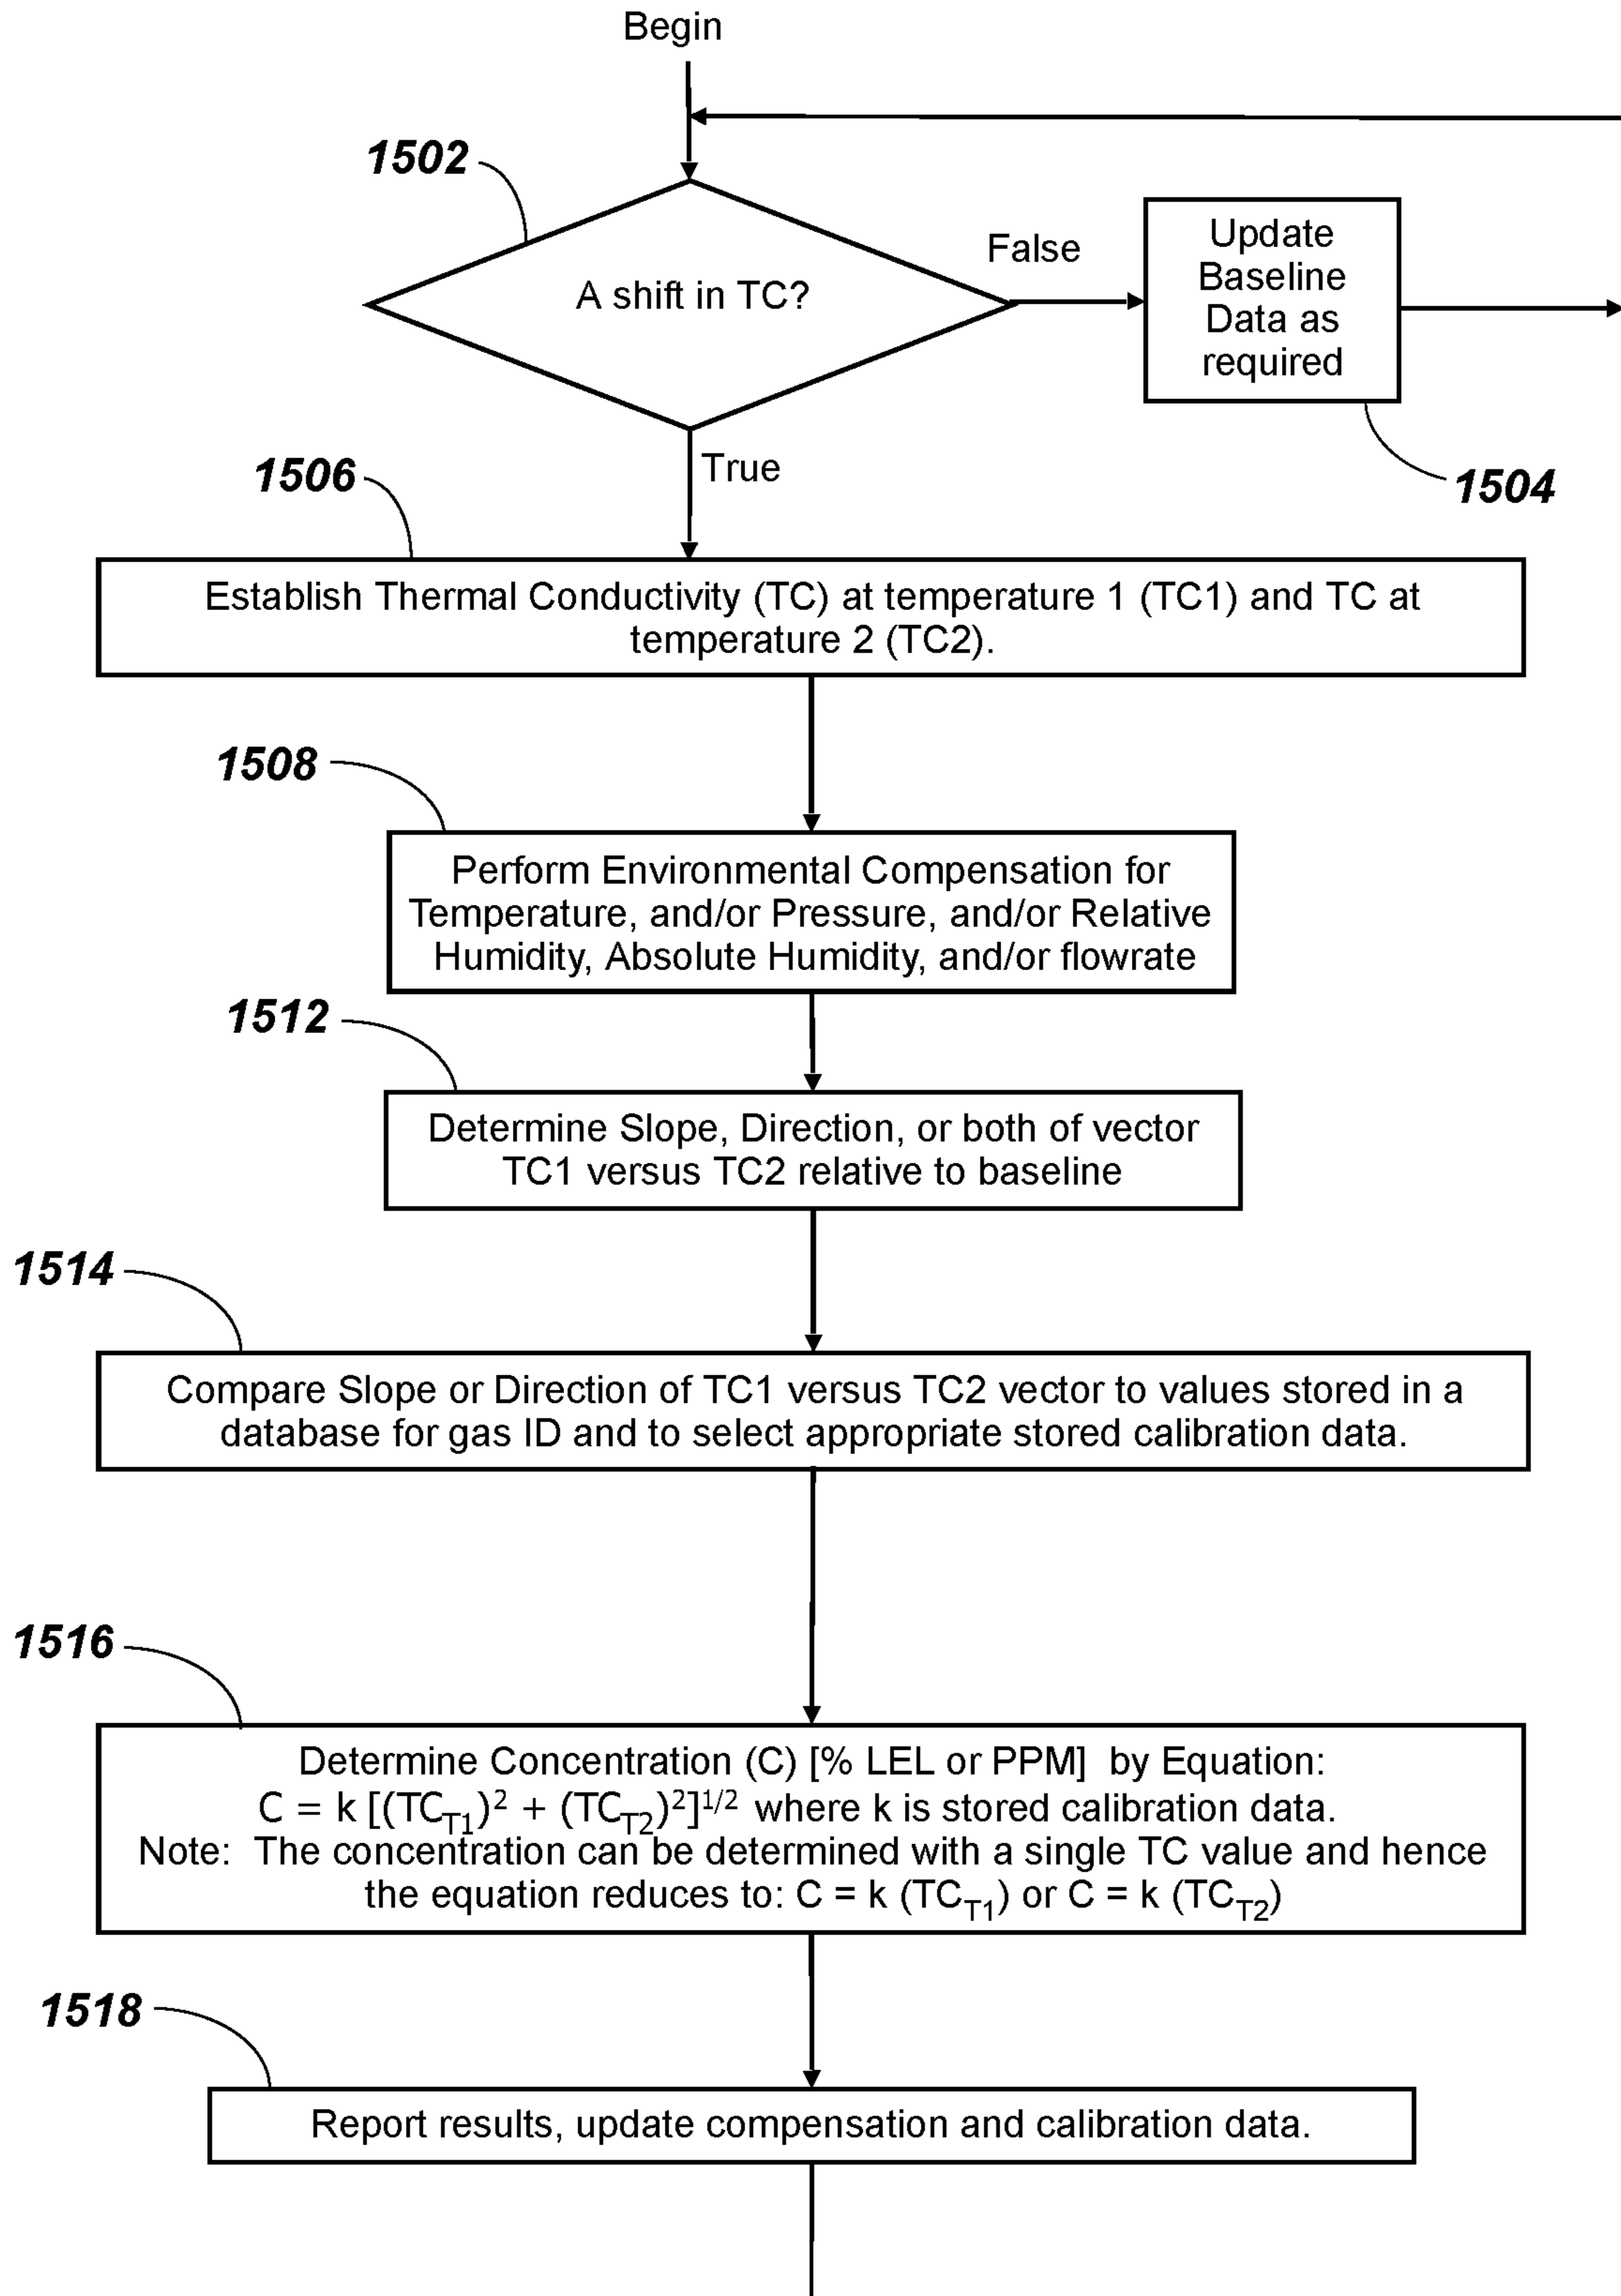 Begin
1502
A shift in TC?
False
Update
Baseline
Data as
required
1504
True
1506
Establish Thermal Conductivity (TC) at temperature 1 (TC1) and TC at
temperature 2 (TC2).
1508
Perform Environmental Compensation for
Temperature, and/or Pressure, and/or Relative
Humidity, Absolute Humidity, and/or flowrate
1512
Determine Slope, Direction, or both of vector
TC1 versus TC2 relative to baseline
1514
Compare Slope or Direction of TC1 versus TC2 vector to values stored in a
database for gas ID and to select appropriate stored calibration data.
1516
Determine Concentration (C) [% LEL or PPM] by Equation:
C = k [(TC_T1)² + (TC_T2)²]^1/2 where k is stored calibration data.
Note: The concentration can be determined with a single TC value and hence
the equation reduces to: C = k (TC_T1) or C = k (TC_T2)
1518
Report results, update compensation and calibration data.